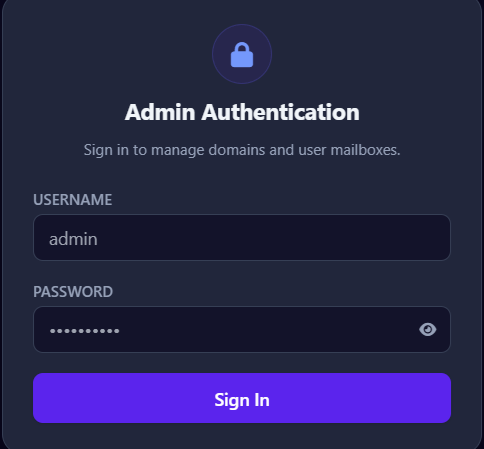 Admin Authentication
Sign in to manage domains and user mailboxes.
USERNAME
admin
PASSWORD
••••••••••
Sign In